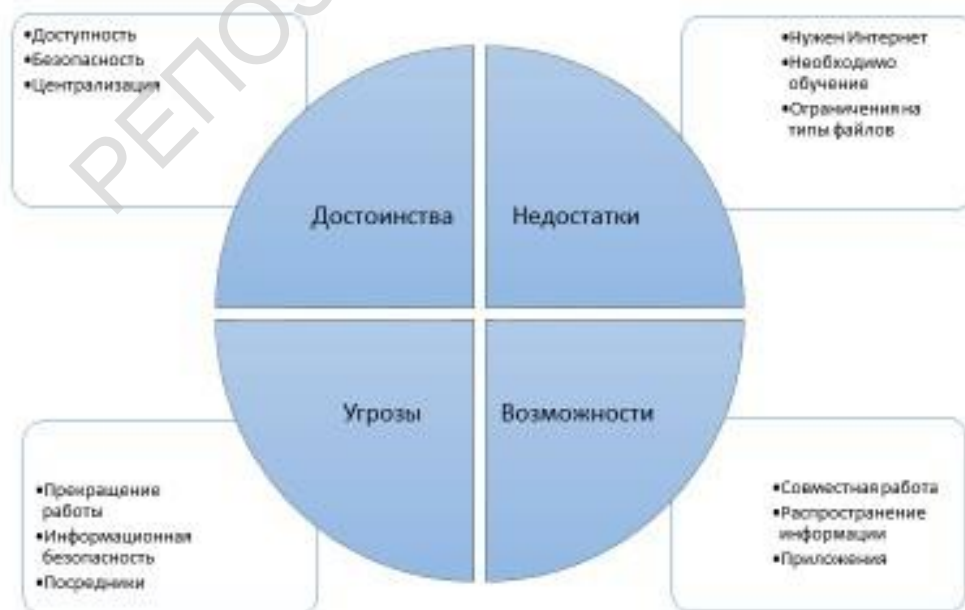 •Доступность
•Безопасность
•Централизация
•Нужен Интернет
•Необходимо
обучение
•Ограничения на
типы файлов
Достоинства
Недостатки
Угрозы
Возможности
•Прекращение
работы
•Информационная
безопасность
•Посредники
•Совместная работа
•Распространение
информации
•Приложения
РЕПОЗ